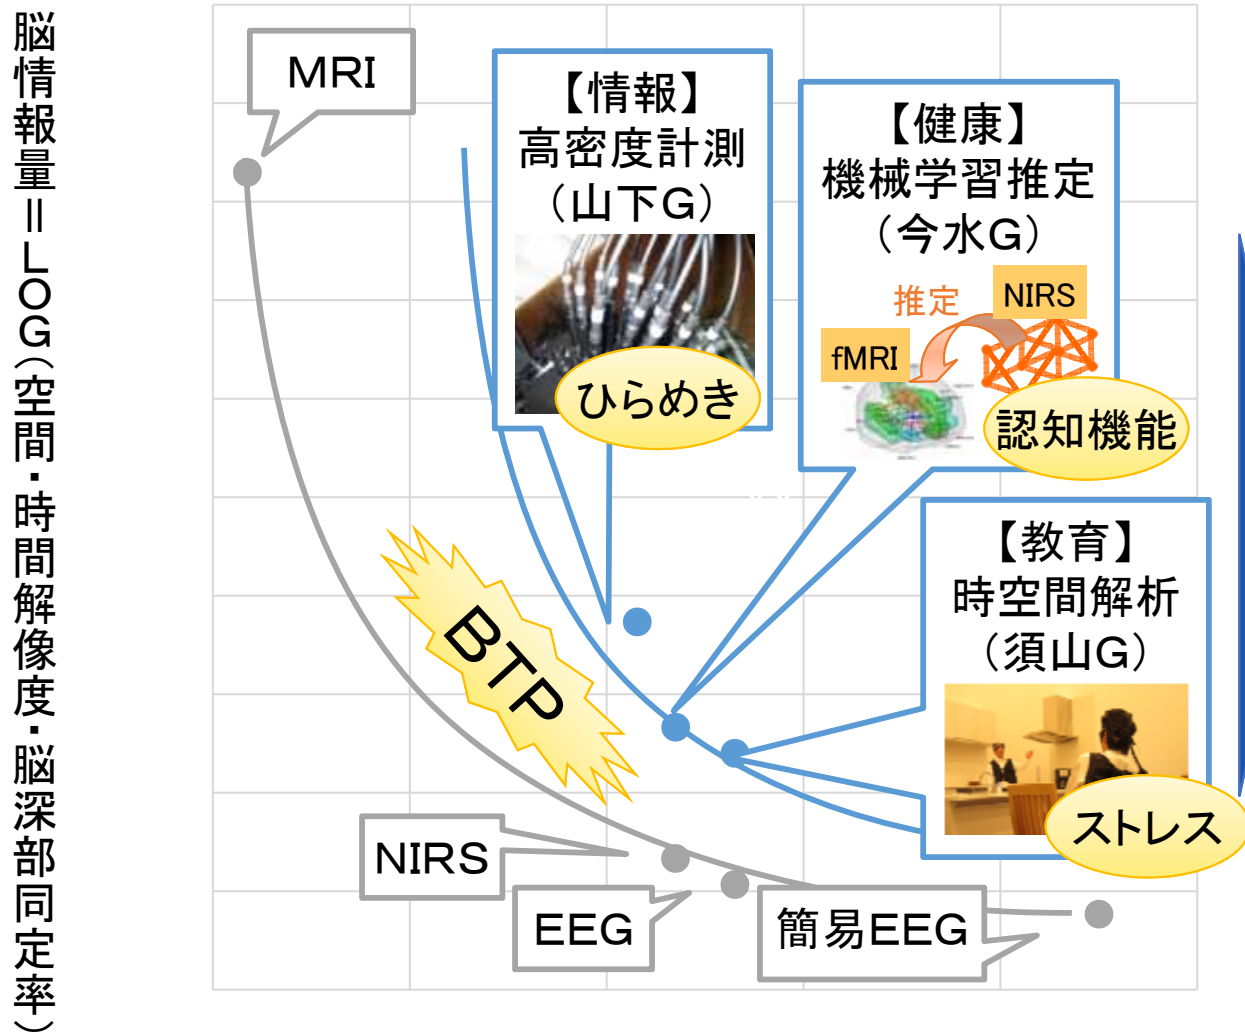 脳情報量＝LOG（空間・時間解像度・脳深部同定率）
MRI
【情報】
高密度計測
（山下G）
ひらめき
【健康】
機械学習推定
（今水G）
推定
NIRS
fMRI
認知機能
【教育】
時空間解析
（須山G）
ストレス
BTP
NIRS
EEG
簡易EEG